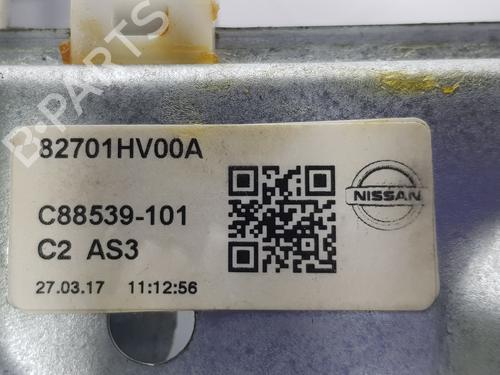 B-PARTS
82701HV00A
C88539-101
C2 AS3
27.03.17 11:12:56
NISSAN